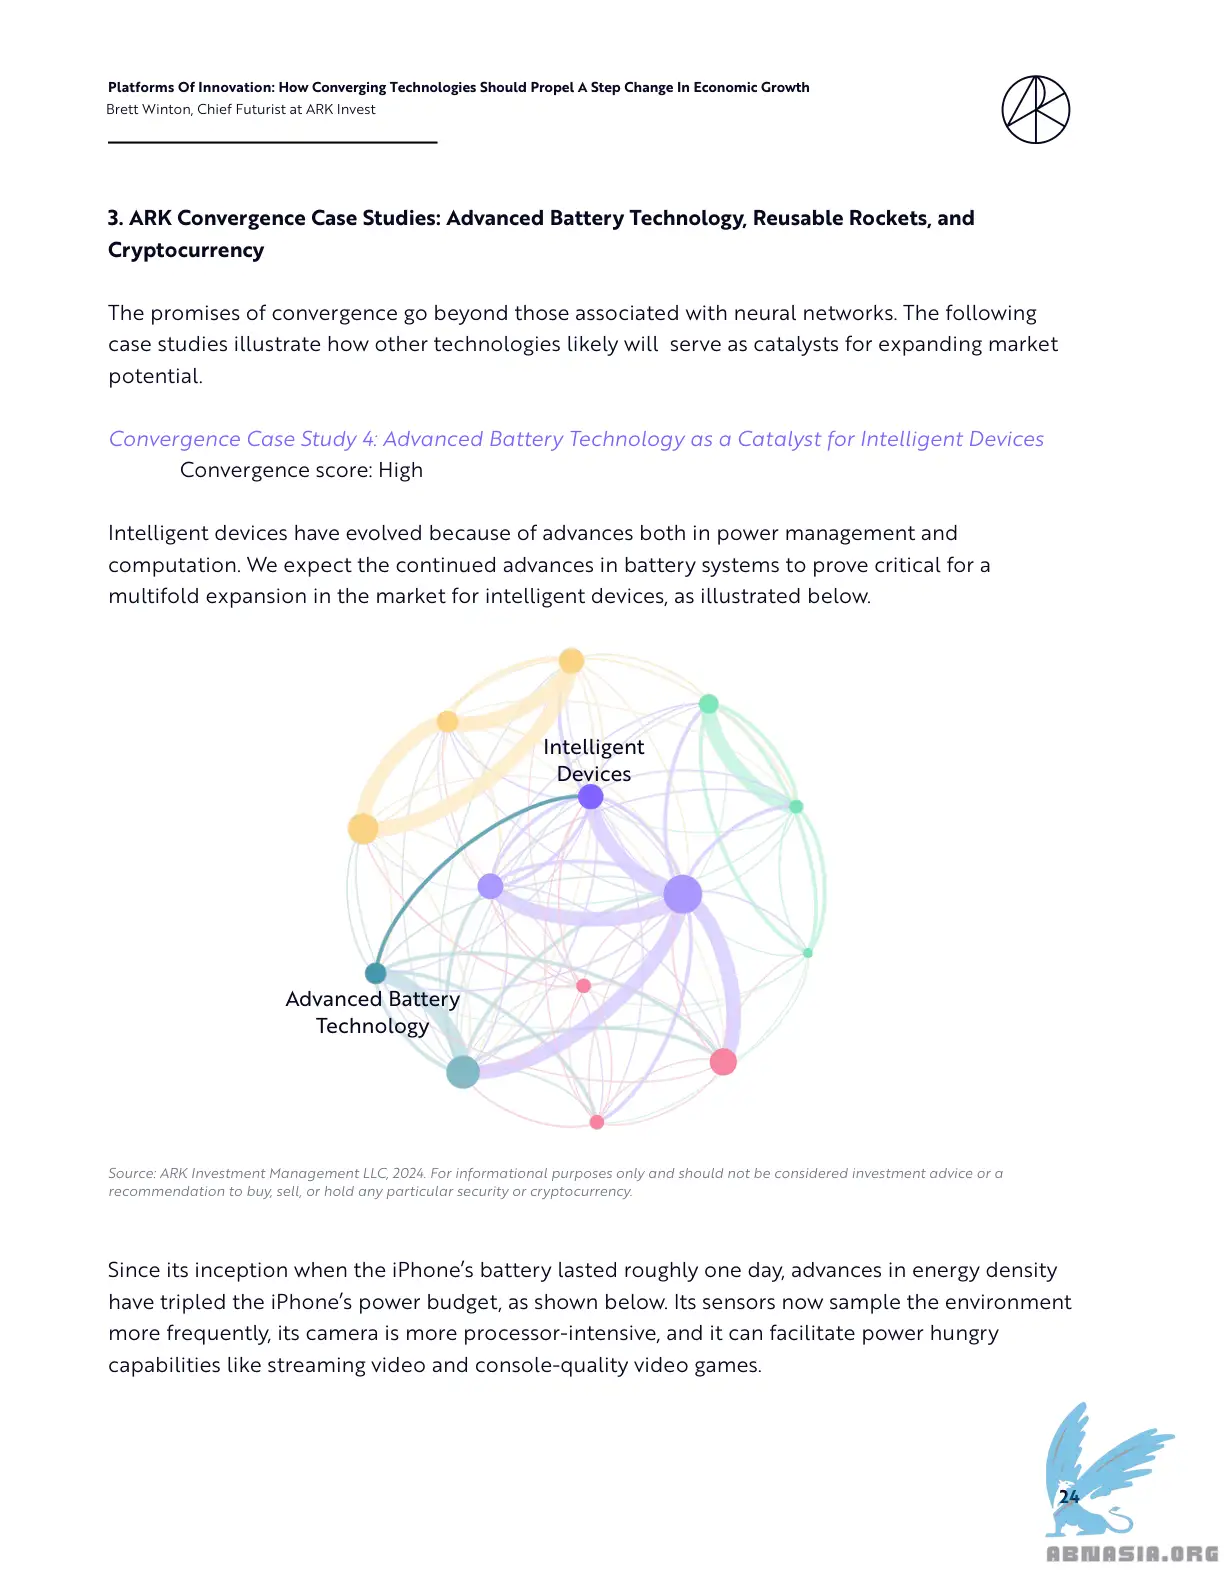 Platforms Of Innovation: How Converging Technologies Should Propel A Step Change In Economic Growth
Brett Winton, Chief Futurist at ARK Invest
3. ARK Convergence Case Studies: Advanced Battery Technology, Reusable Rockets, and
Cryptocurrency
The promises of convergence go beyond those associated with neural networks. The following
case studies illustrate how other technologies likely will  serve as catalysts for expanding market
potential.
Convergence Case Study 4: Advanced Battery Technology as a Catalyst for Intelligent Devices
Convergence score: High
Intelligent devices have evolved because of advances both in power management and
computation. We expect the continued advances in battery systems to prove critical for a
multifold expansion in the market for intelligent devices, as illustrated below.
Intelligent
Devices
Advanced Battery
Technology
Source: ARK Investment Management LLC, 2024. For informational purposes only and should not be considered investment advice or a
recommendation to buy, sell, or hold any particular security or cryptocurrency.
Since its inception when the iPhone’s battery lasted roughly one day, advances in energy density
have tripled the iPhone’s power budget, as shown below. Its sensors now sample the environment
more frequently, its camera is more processor-intensive, and it can facilitate power hungry
capabilities like streaming video and console-quality video games.
24
ABNASIA.ORG